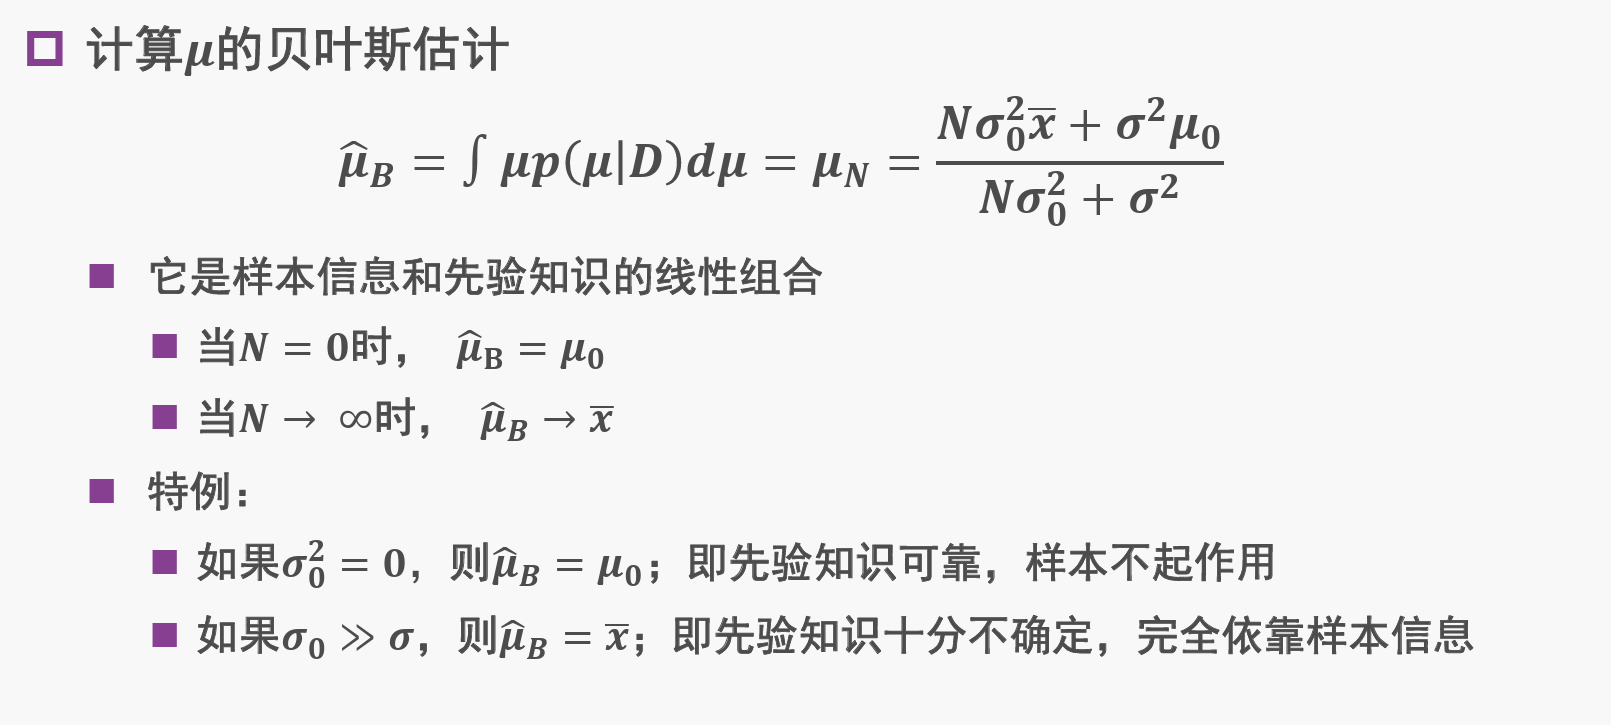 计算μ的贝叶斯估计
$\hat{\mu}_B = \int \mu p(\mu|D)d\mu = \mu_N = \frac{N\sigma_0^2\overline{x} + \sigma^2\mu_0}{N\sigma_0^2 + \sigma^2}$
它是样本信息和先验知识的线性组合
当$N = 0$时， $\hat{\mu}_B = \mu_0$
当$N \to \infty$时， $\hat{\mu}_B \to \overline{x}$
特例：
如果$\sigma_0^2 = 0$，则$\hat{\mu}_B = \mu_0$；即先验知识可靠，样本不起作用
如果$\sigma_0 \gg \sigma$，则$\hat{\mu}_B = \overline{x}$；即先验知识十分不确定，完全依靠样本信息